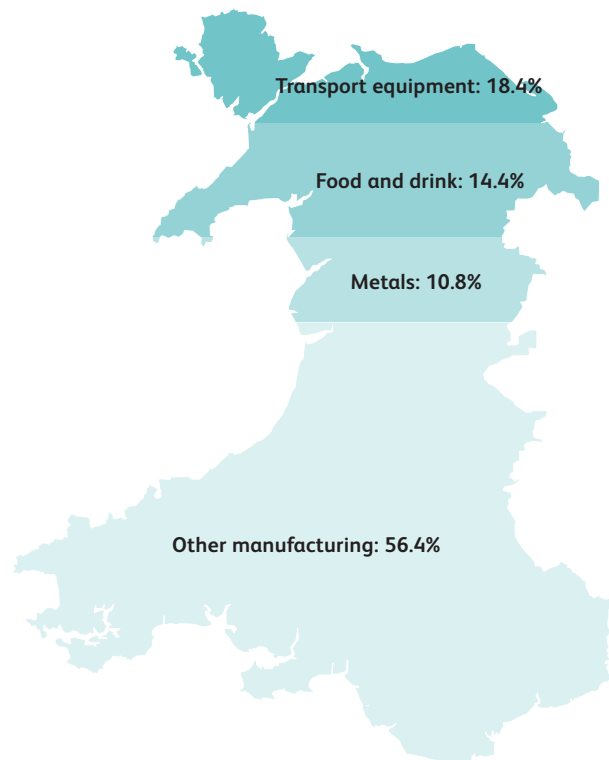 Transport equipment: 18.4%
Food and drink: 14.4%
Metals: 10.8%
Other manufacturing: 56.4%